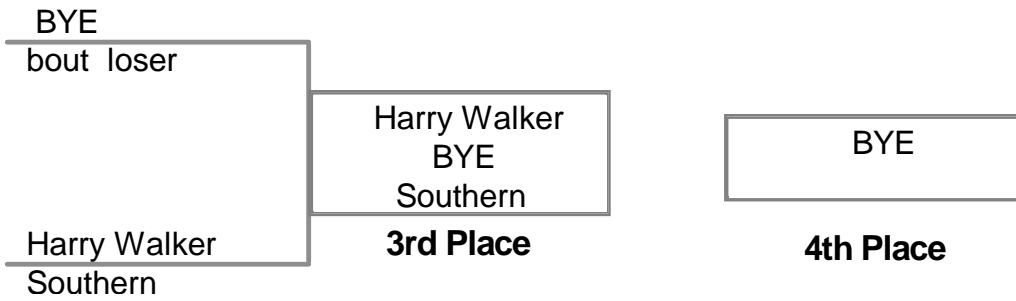 BYE
bout loser
Harry Walker
BYE
Southern
3rd Place
BYE
4th Place
Harry Walker
Southern